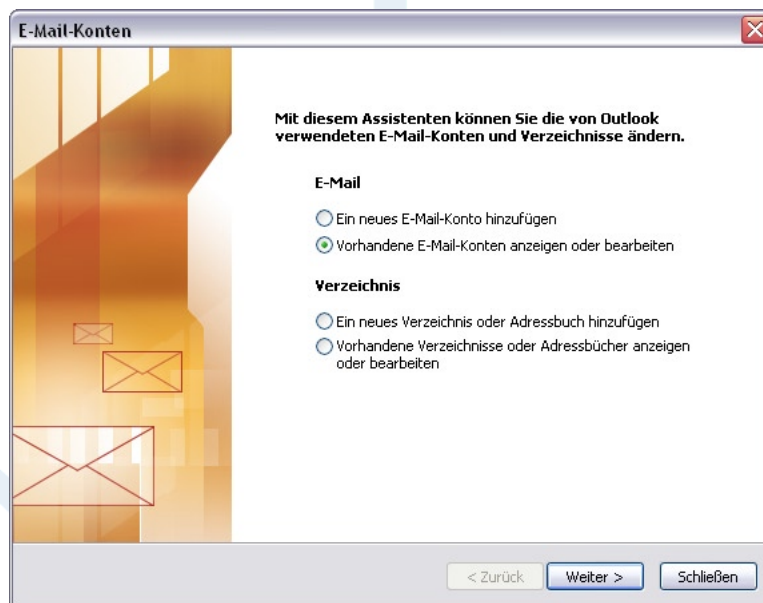 E-Mail-Konten
Mit diesem Assistenten können Sie die von Outlook
verwendeten E-Mail-Konten und Verzeichnisse ändern.
E-Mail
Ein neues E-Mail-Konto hinzufügen
Vorhandene E-Mail-Konten anzeigen oder bearbeiten
Verzeichnis
Ein neues Verzeichnis oder Adressbuch hinzufügen
Vorhandene Verzeichnisse oder Adressbücher anzeigen
oder bearbeiten
< Zurück Weiter > Schließen